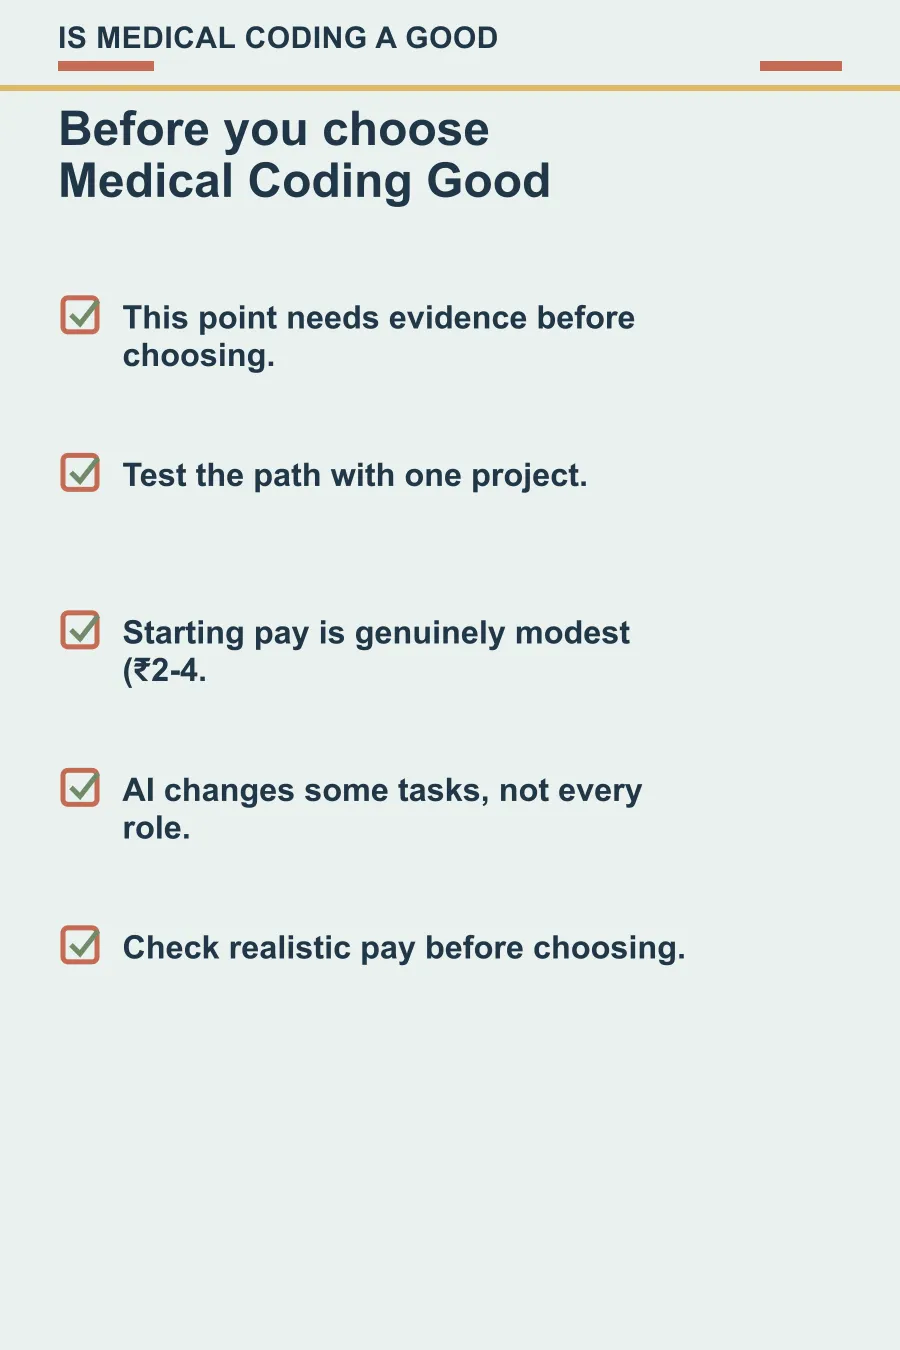 IS MEDICAL CODING A GOOD
Before you choose
Medical Coding Good
This point needs evidence before
choosing.
Test the path with one project.
Starting pay is genuinely modest
(₹2-4.
AI changes some tasks, not every
role.
Check realistic pay before choosing.